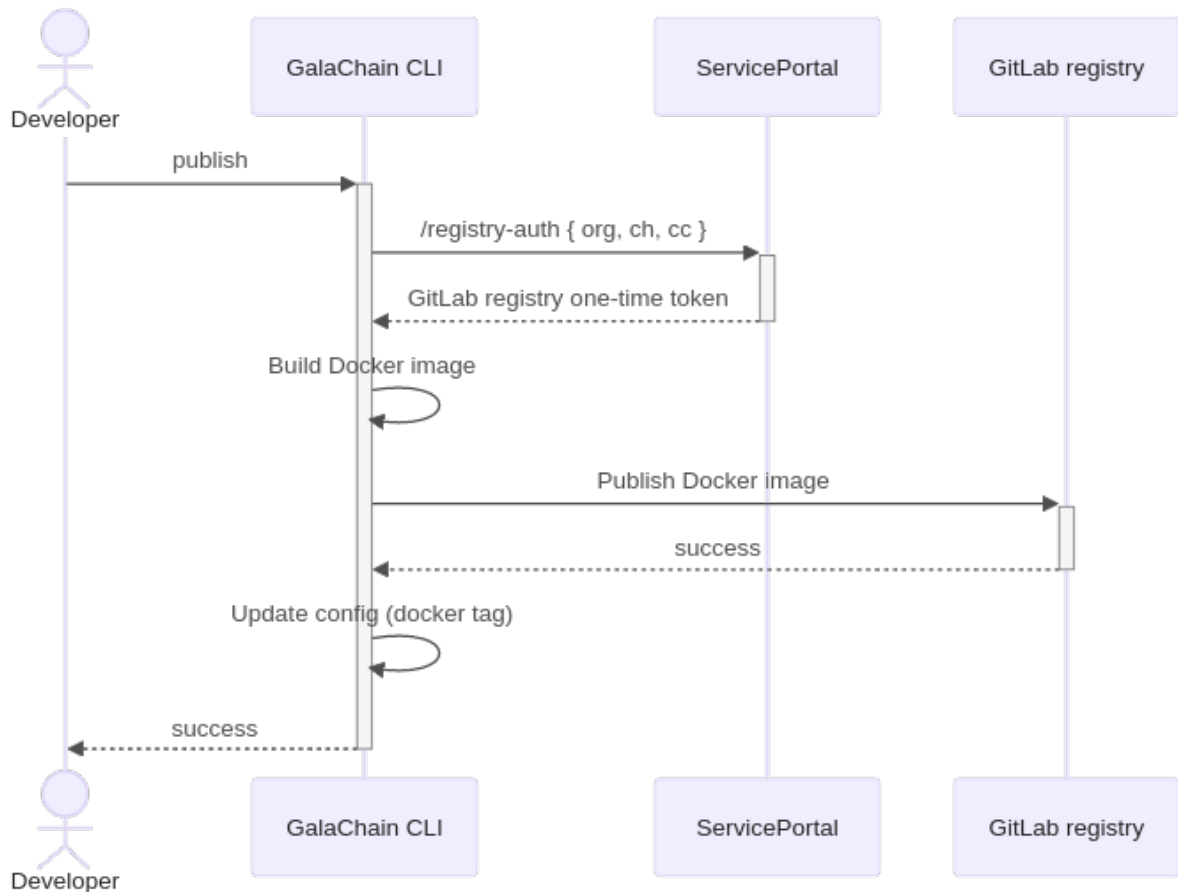 GalaChain CLI
ServicePortal
GitLab registry
Developer
publish
/registry-auth { org, ch, cc }
GitLab registry one-time token
Build Docker image
Publish Docker image
success
Update config (docker tag)
success
GalaChain CLI
ServicePortal
GitLab registry
Developer